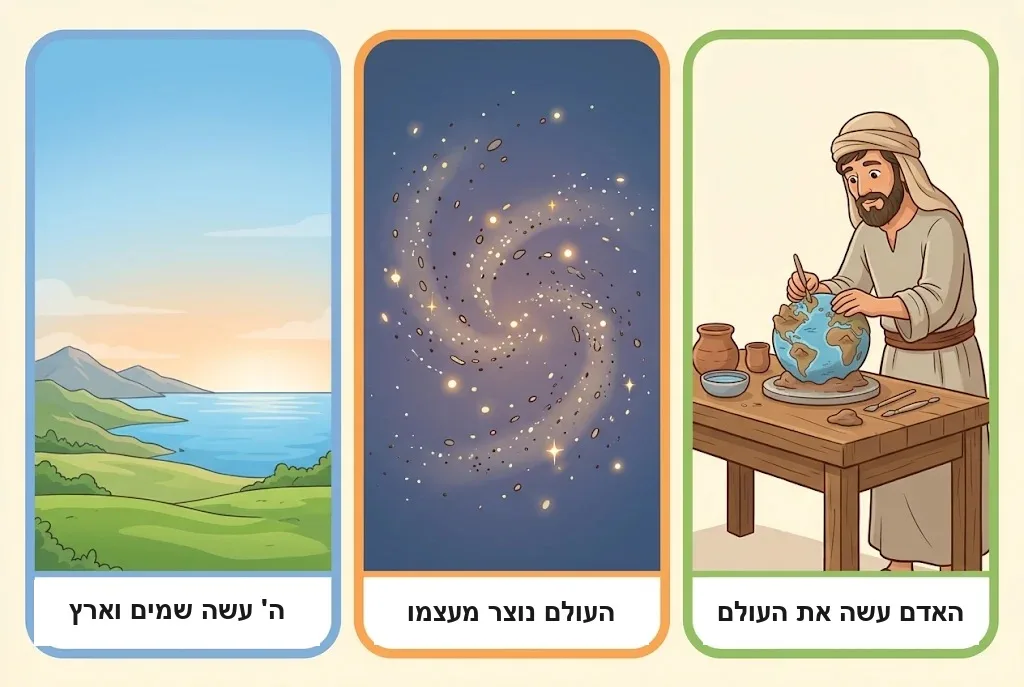 האדם עשה את העולם
העולם נוצר מעצמו
ה' עשה שמים וארץ